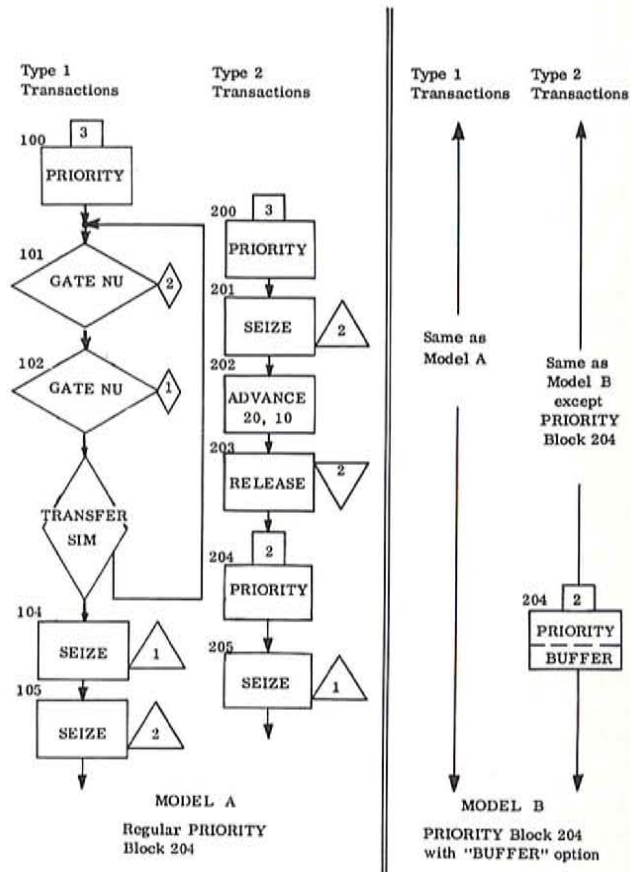 Type 1
Transactions
100
3
PRIORITY
101
GATE NU
2
102
GATE NU
1
TRANSFER
SIM
104
SEIZE
1
105
SEIZE
2
Type 2
Transactions
200
3
PRIORITY
201
SEIZE
2
202
ADVANCE
20, 10
203
RELEASE
2
204
2
PRIORITY
205
SEIZE
1
MODEL A
Regular PRIORITY
Block 204
Type 1
Transactions
Same as
Model A
Type 2
Transactions
Same as
Model B
except
PRIORITY
Block 204
204
2
PRIORITY
BUFFER
MODEL B
PRIORITY Block 204
with "BUFFER" option